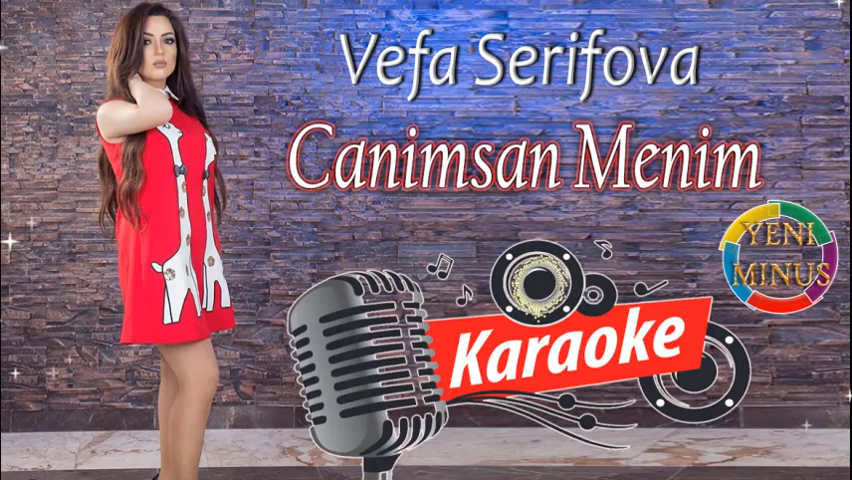 Vefa Serifova
Canimsan Menim
YENI
MINUS
Karaoke